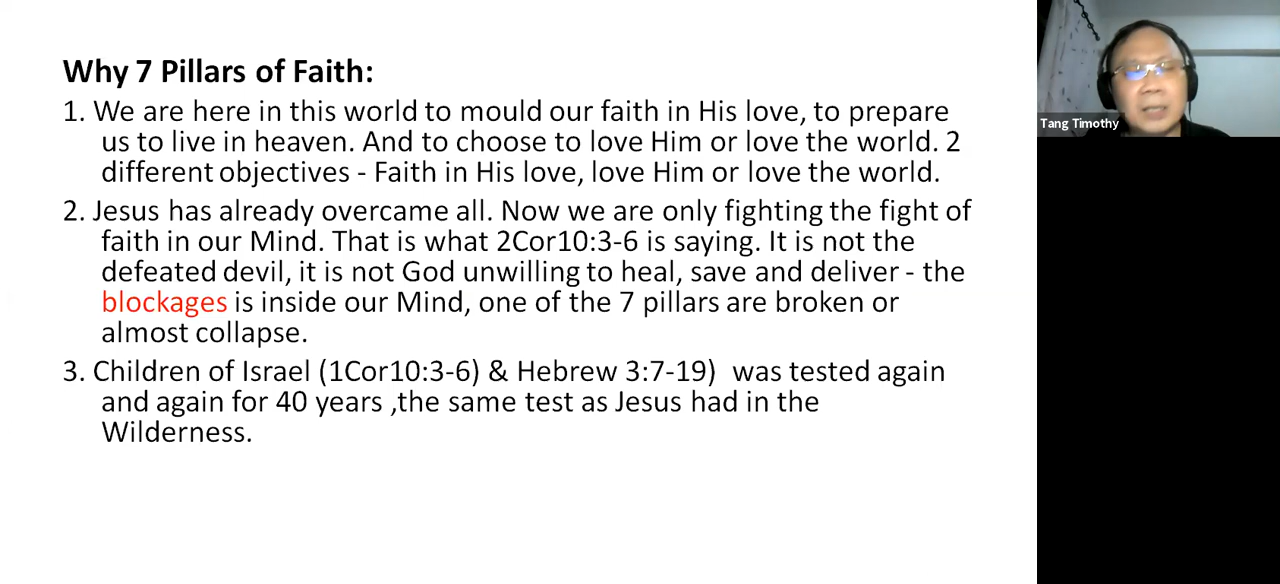 Why 7 Pillars of Faith:
1. We are here in this world to mould our faith in His love, to prepare
us to live in heaven. And to choose to love Him or love the world. 2
different objectives - Faith in His love, love Him or love the world.
2. Jesus has already overcame all. Now we are only fighting the fight of
faith in our Mind. That is what 2Cor10:3-6 is saying. It is not the
defeated devil, it is not God unwilling to heal, save and deliver - the
blockages is inside our Mind, one of the 7 pillars are broken or
almost collapse.
3. Children of Israel (1Cor10:3-6) & Hebrew 3:7-19)  was tested again
and again for 40 years ,the same test as Jesus had in the
Wilderness.
Tang Timothy